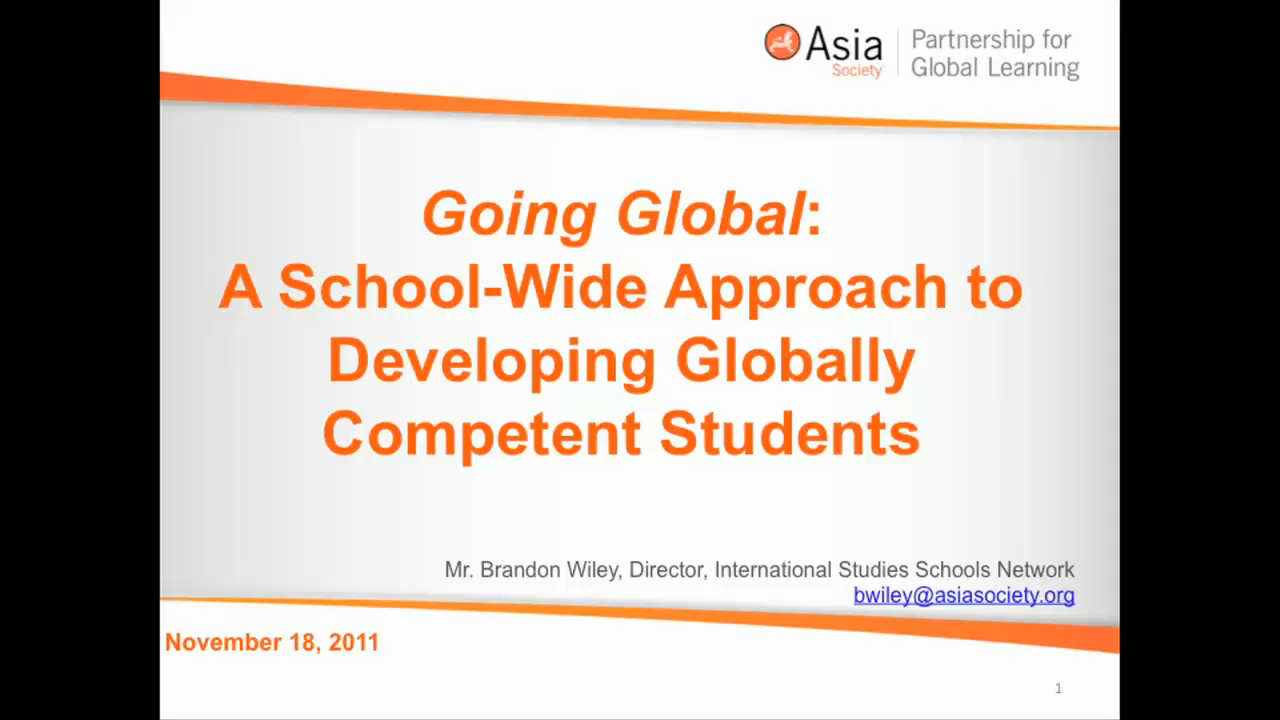 Asia
Society
Partnership for
Global Learning
Going Global:
A School-Wide Approach to
Developing Globally
Competent Students
Mr. Brandon Wiley, Director, International Studies Schools Network
bwiley@asiasociety.org
November 18, 2011
1